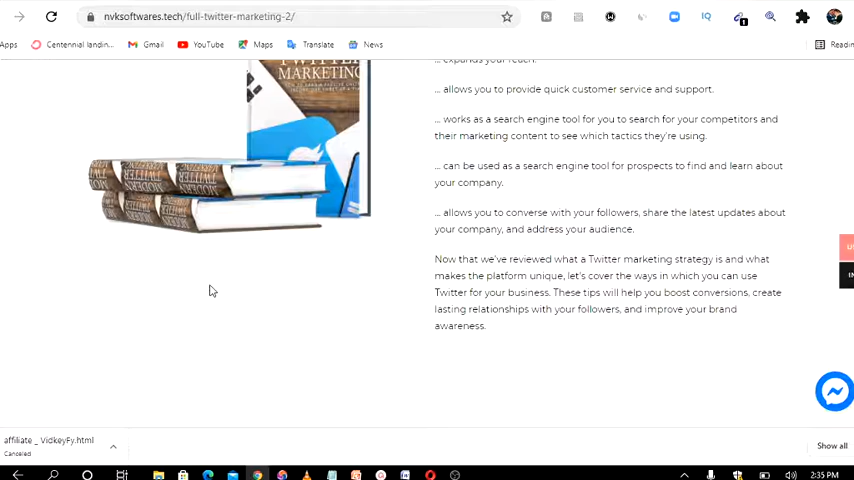 nvksoftwares.tech/full-twitter-marketing-2/
IQ
1
Apps
Centennial landin...
Gmail
YouTube
Maps
Translate
News
Readin
MARKETING
... expands your reach.
... allows you to provide quick customer service and support.
... works as a search engine tool for you to search for your competitors and
their marketing content to see which tactics they're using.
... can be used as a search engine tool for prospects to find and learn about
your company.
... allows you to converse with your followers, share the latest updates about
your company, and address your audience.
Now that we've reviewed what a Twitter marketing strategy is and what
makes the platform unique, let's cover the ways in which you can use
Twitter for your business. These tips will help you boost conversions, create
lasting relationships with your followers, and improve your brand
awareness.
affiliate _ VidkeyFy.html
Canceled
Show all
2:35 PM